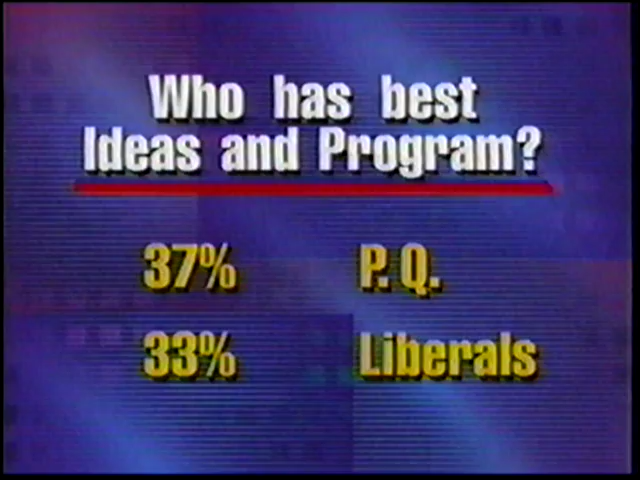 Who has best
Ideas and Program?
37% P.Q.
33% Liberals